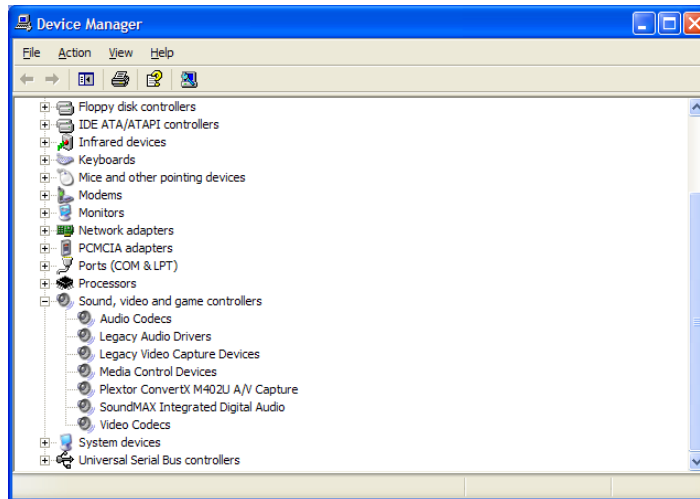 Device Manager
File Action View Help
Floppy disk controllers
IDE ATA/ATAPI controllers
Infrared devices
Keyboards
Mice and other pointing devices
Modems
Monitors
Network adapters
PCMCIA adapters
Ports (COM & LPT)
Processors
Sound, video and game controllers
Audio Codecs
Legacy Audio Drivers
Legacy Video Capture Devices
Media Control Devices
Plextor ConvertX M402U A/V Capture
SoundMAX Integrated Digital Audio
Video Codecs
System devices
Universal Serial Bus controllers